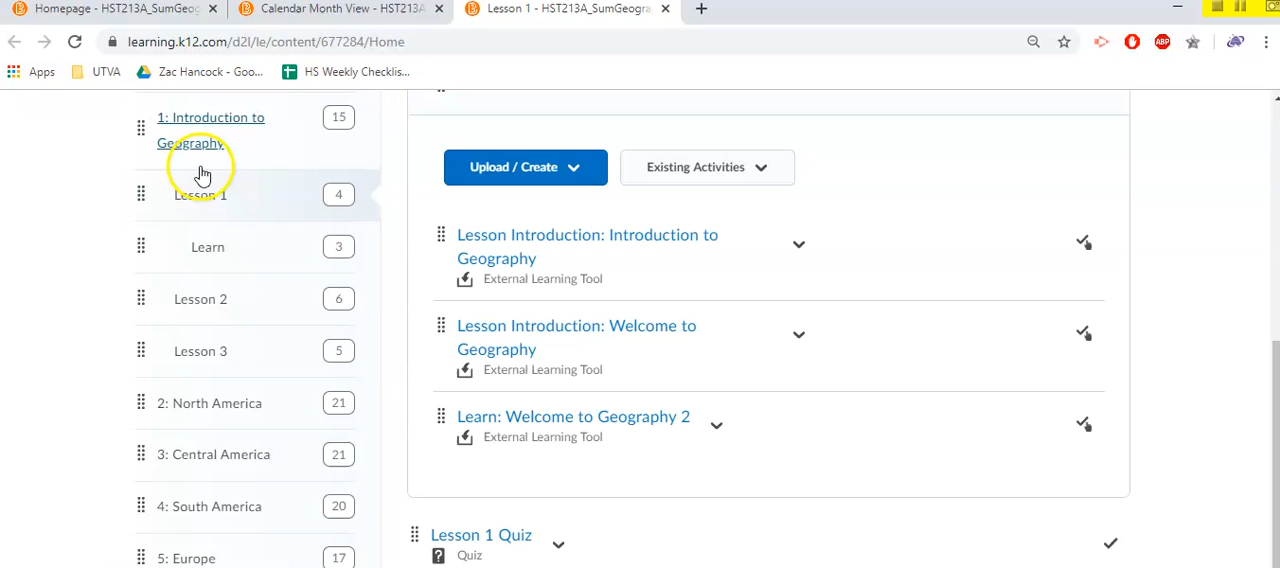 Homepage - HST213A_SumGeog
Calendar Month View - HST213A_S
Lesson 1 - HST213A_SumGeogra
learning.k12.com/d2l/le/content/677284/Home
ABP
Apps
UTVA
Zac Hancock - Goo...
HS Weekly Checklis...
1: Introduction to
Geography
15
Lesson 1
4
Learn
3
Lesson 2
6
Lesson 3
5
2: North America
21
3: Central America
21
4: South America
20
5: Europe
17
Upload / Create
Existing Activities
Lesson Introduction: Introduction to
Geography
External Learning Tool
Lesson Introduction: Welcome to
Geography
External Learning Tool
Learn: Welcome to Geography 2
External Learning Tool
Lesson 1 Quiz
Quiz